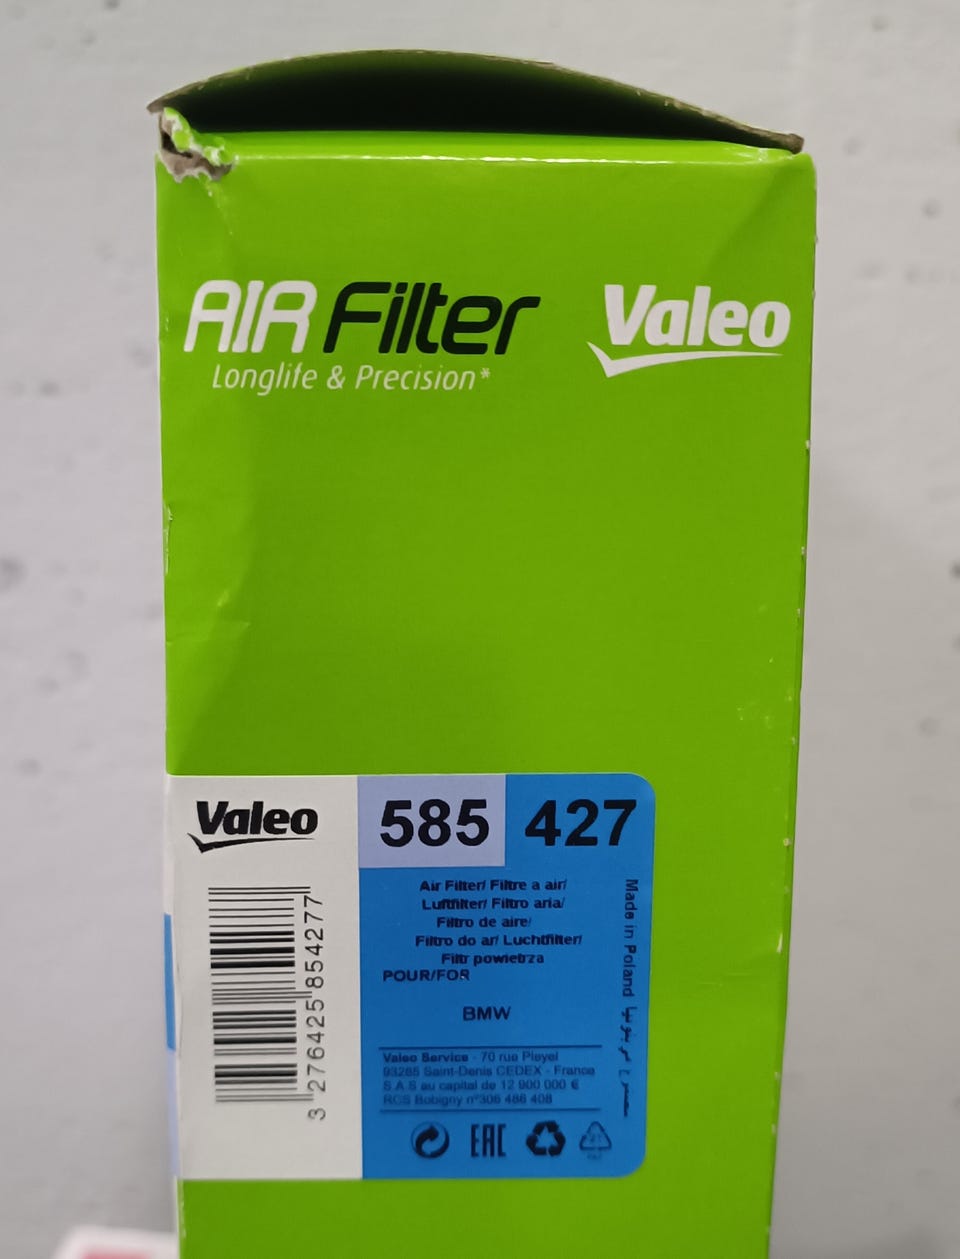 AIR Filter
Longlife & Precision*
Valeo
Valeo
585 427
3 276425 854277
Air Filter/ Filtre a air/
Luftfilter/ Filtro aria/
Filtro de aire/
Filtro do ar/ Luchtfilter/
Filtr powietrza
POUR/FOR
BMW
Valeo Service - 70 rue Pleyel
93285 Saint-Denis CEDEX - France
S.A.S au capital de 12 900 000 €
RCS Bobigny n°306 486 408
Made in Poland
EAC